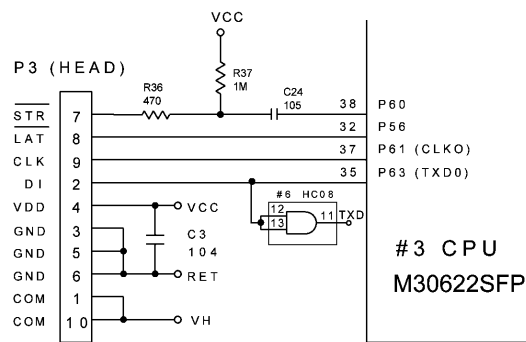 VCC
P3 (HEAD)
R36
470
R37
1M
C24
105
STR 7 38 P60
LAT 8 32 P56
CLK 9 37 P61 (CLKO)
DI 2 35 P63 (TXD0)
#6 HC08
12
13
11 TXD
VDD 4 VCC
GND 3
C3
104
GND 5
GND 6 RET
COM 1
COM 10 VH
#3 CPU
M30622SFP